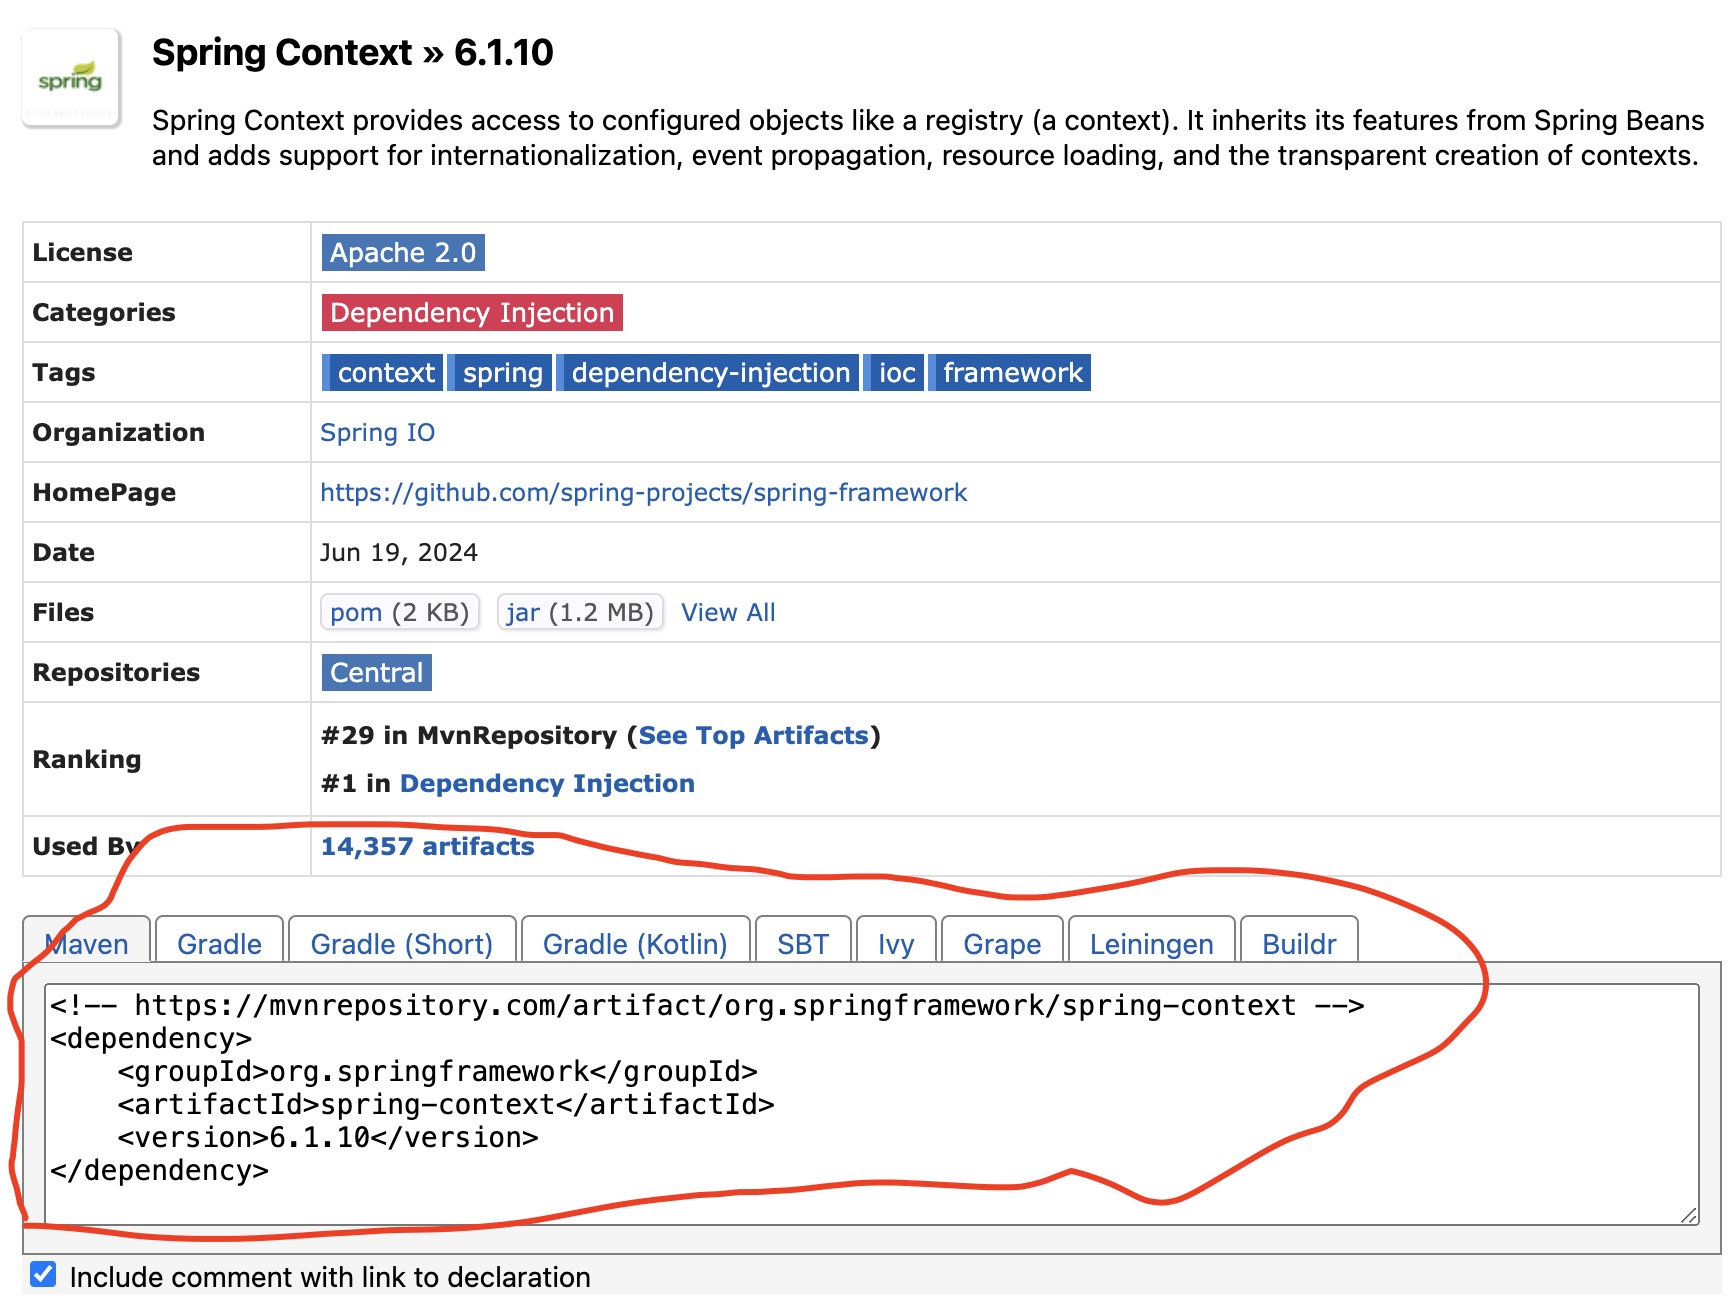 spring
Spring Context » 6.1.10
Spring Context provides access to configured objects like a registry (a context). It inherits its features from Spring Beans
and adds support for internationalization, event propagation, resource loading, and the transparent creation of contexts.
License Apache 2.0
Categories Dependency Injection
Tags context spring dependency-injection ioc framework
Organization Spring IO
HomePage https://github.com/spring-projects/spring-framework
Date Jun 19, 2024
Files pom (2 KB) jar (1.2 MB) View All
Repositories Central
Ranking #29 in MvnRepository (See Top Artifacts)
#1 in Dependency Injection
Used By 14,357 artifacts
Maven Gradle Gradle (Short) Gradle (Kotlin) SBT Ivy Grape Leiningen Buildr
<!-- https://mvnrepository.com/artifact/org.springframework/spring-context -->
<dependency>
    <groupId>org.springframework</groupId>
    <artifactId>spring-context</artifactId>
    <version>6.1.10</version>
</dependency>
Include comment with link to declaration